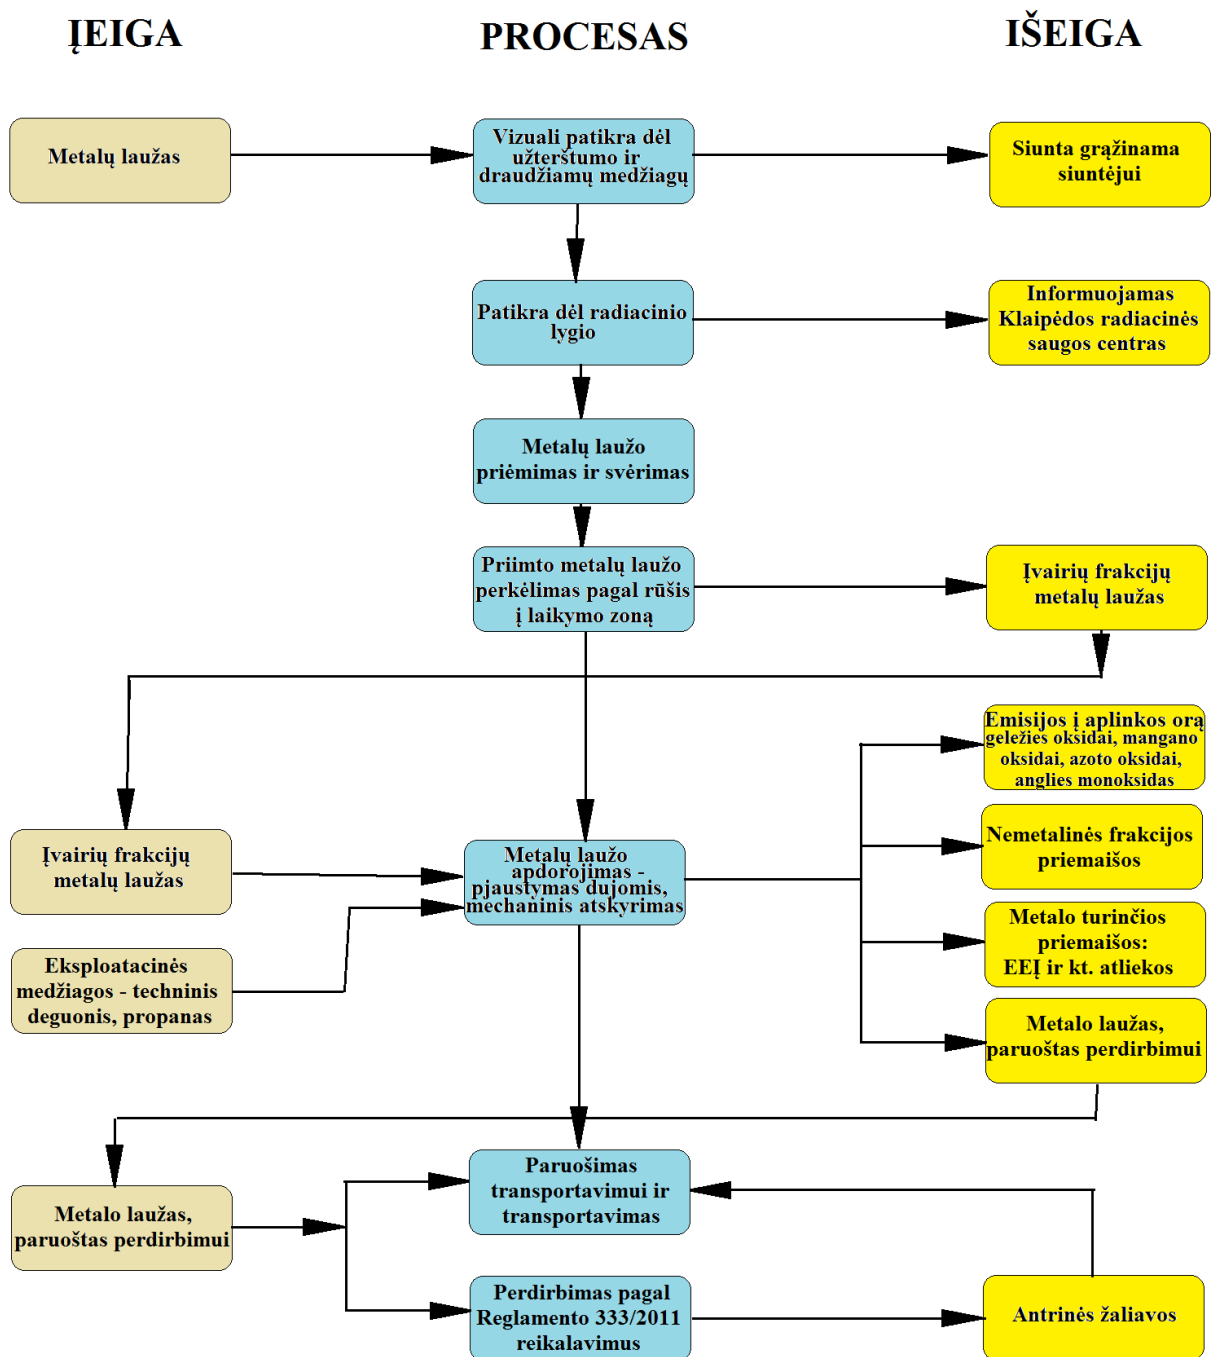 ĮEIGA
PROCESAS
IŠEIGA
Metalų laužas
Vizuali patikra dėl
užterštumo ir
draudžiamų medžiagų
Siunta grąžinama
siuntėjui
Patikra dėl radiacinio
lygio
Informuojamas
Klaipėdos radiacinės
saugos centras
Metalų laužo
priėmimas ir svėrimas
Priimto metalų laužo
perkėlimas pagal rūšis
į laikymo zoną
Įvairių frakcijų
metalų laužas
Emisijos į aplinkos orą
geležies oksidai, mangano
oksidai, azoto oksidai,
anglies monoksidas
Įvairių frakcijų
metalų laužas
Metalų laužo
apdorojimas -
pjaustymas dujomis,
mechaninis atskyrimas
Nemetalinės frakcijos
priemaišos
Eksploatacinės
medžiagos - techninis
deguonis, propanas
Metalo turinčios
priemaišos:
EEĮ ir kt. atliekos
Metalo laužas,
paruoštas perdirbimui
Metalo laužas,
paruoštas perdirbimui
Paruošimas
transportavimui ir
transportavimas
Perdirbimas pagal
Reglamento 333/2011
reikalavimus
Antrinės žaliavos